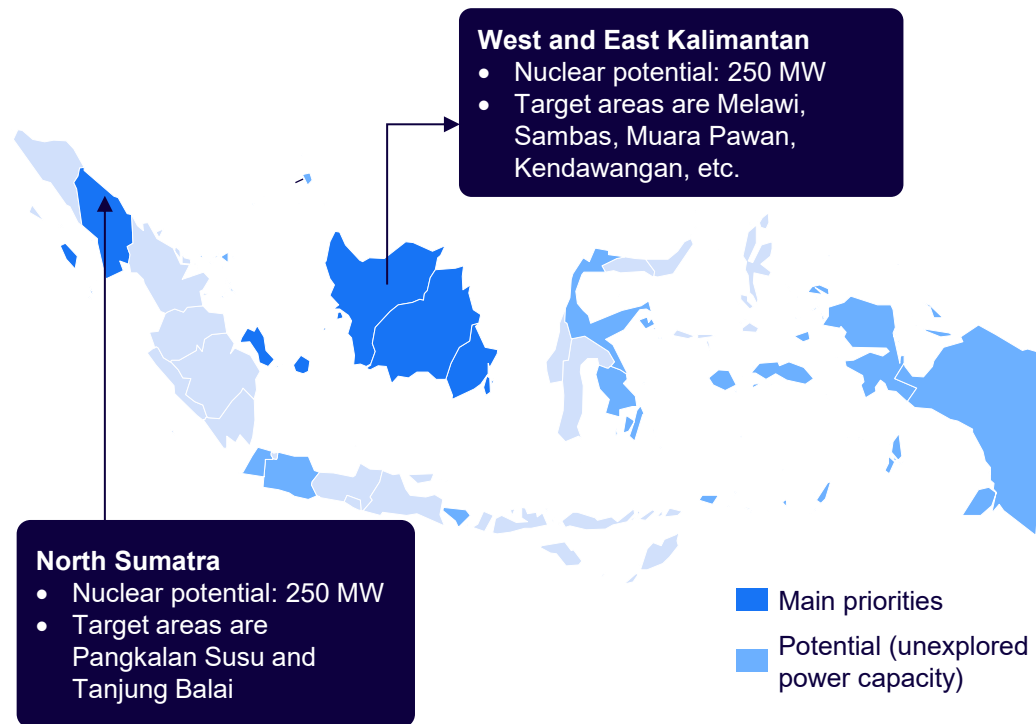 West and East Kalimantan
• Nuclear potential: 250 MW
• Target areas are Melawi,
Sambas, Muara Pawan,
Kendawangan, etc.
North Sumatra
• Nuclear potential: 250 MW
• Target areas are
Pangkalan Susu and
Tanjung Balai
Main priorities
Potential (unexplored
power capacity)